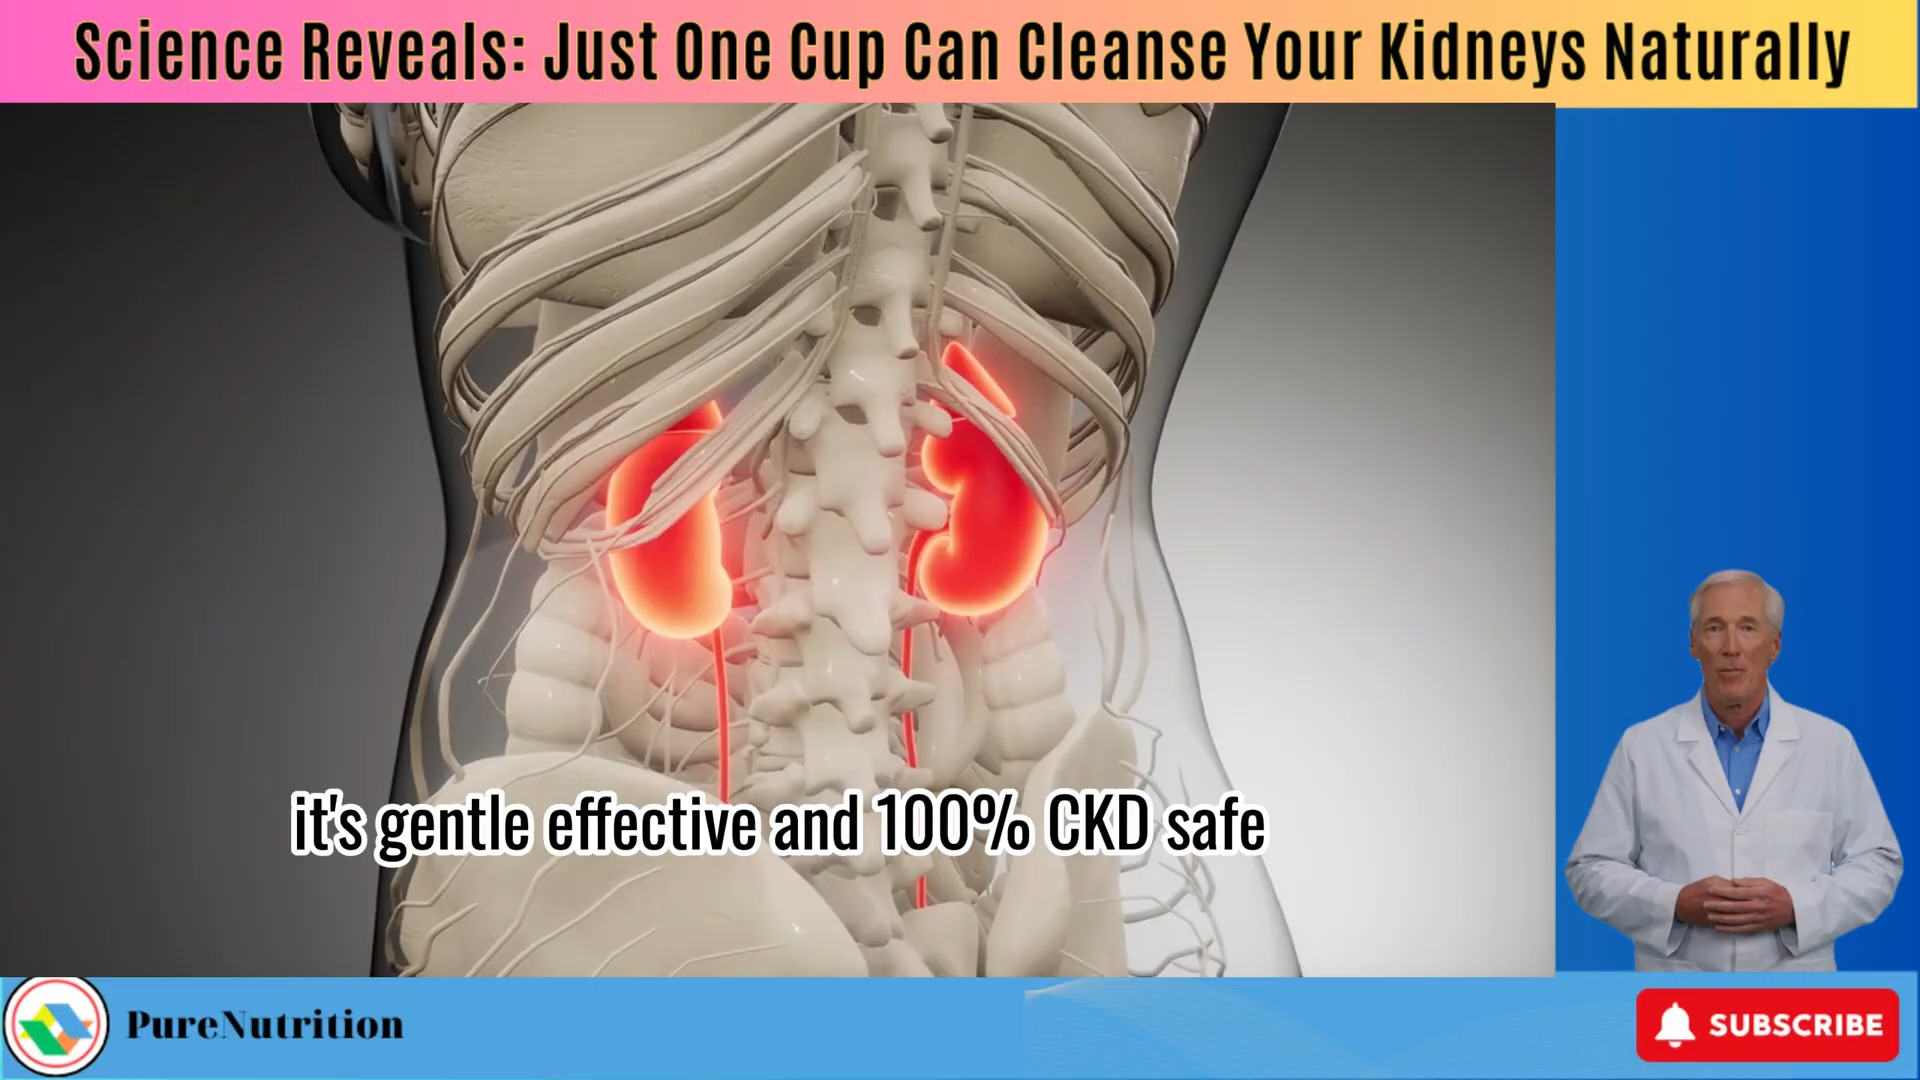 Science Reveals: Just One Cup Can Cleanse Your Kidneys Naturally
it's gentle effective and 100% CKD safe
PureNutrition
SUBSCRIBE